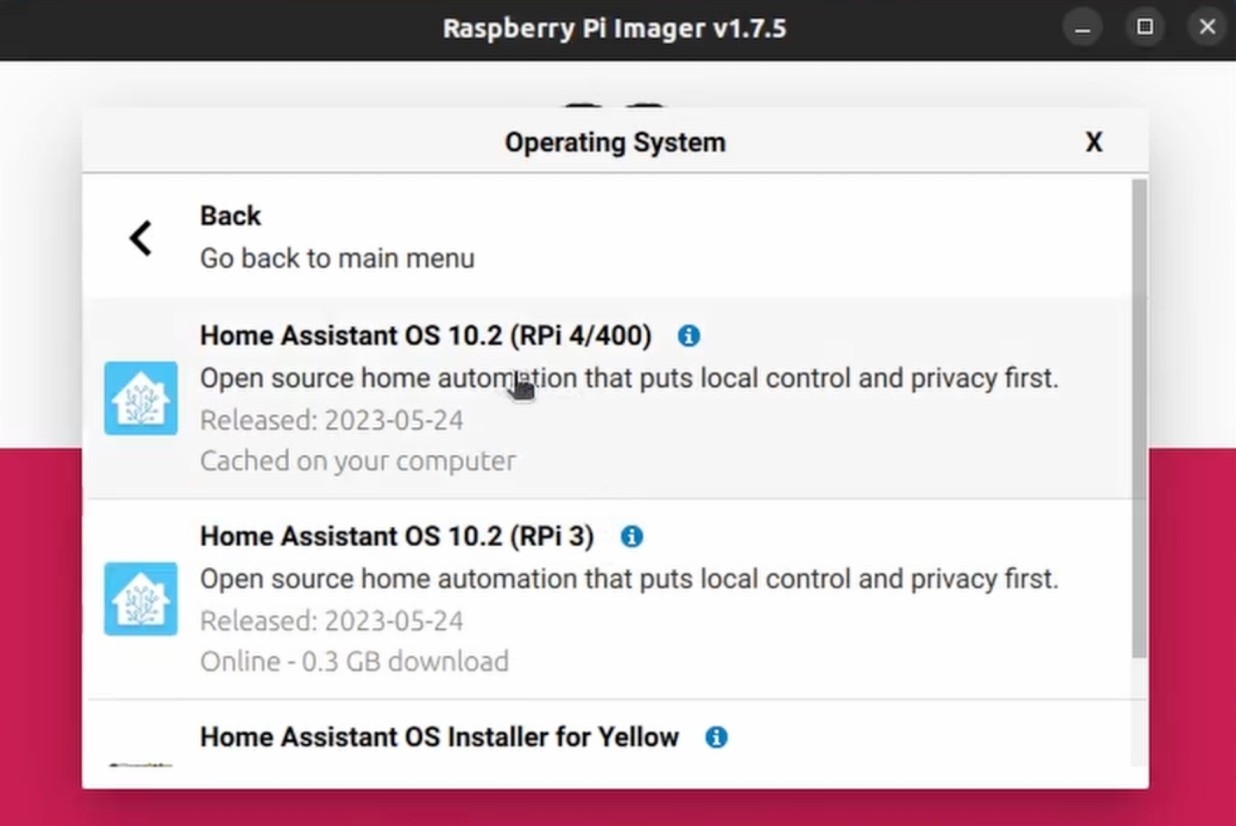 Raspberry Pi Imager v1.7.5
Operating System
X
Back
Go back to main menu
Home Assistant OS 10.2 (RPi 4/400)
Open source home automation that puts local control and privacy first.
Released: 2023-05-24
Cached on your computer
Home Assistant OS 10.2 (RPi 3)
Open source home automation that puts local control and privacy first.
Released: 2023-05-24
Online - 0.3 GB download
Home Assistant OS Installer for Yellow